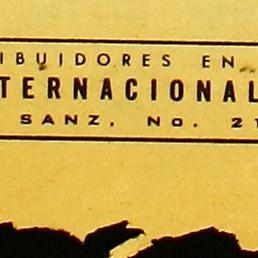 IBUIDORES EN
TERNACIONAL
SANZ, No. 21